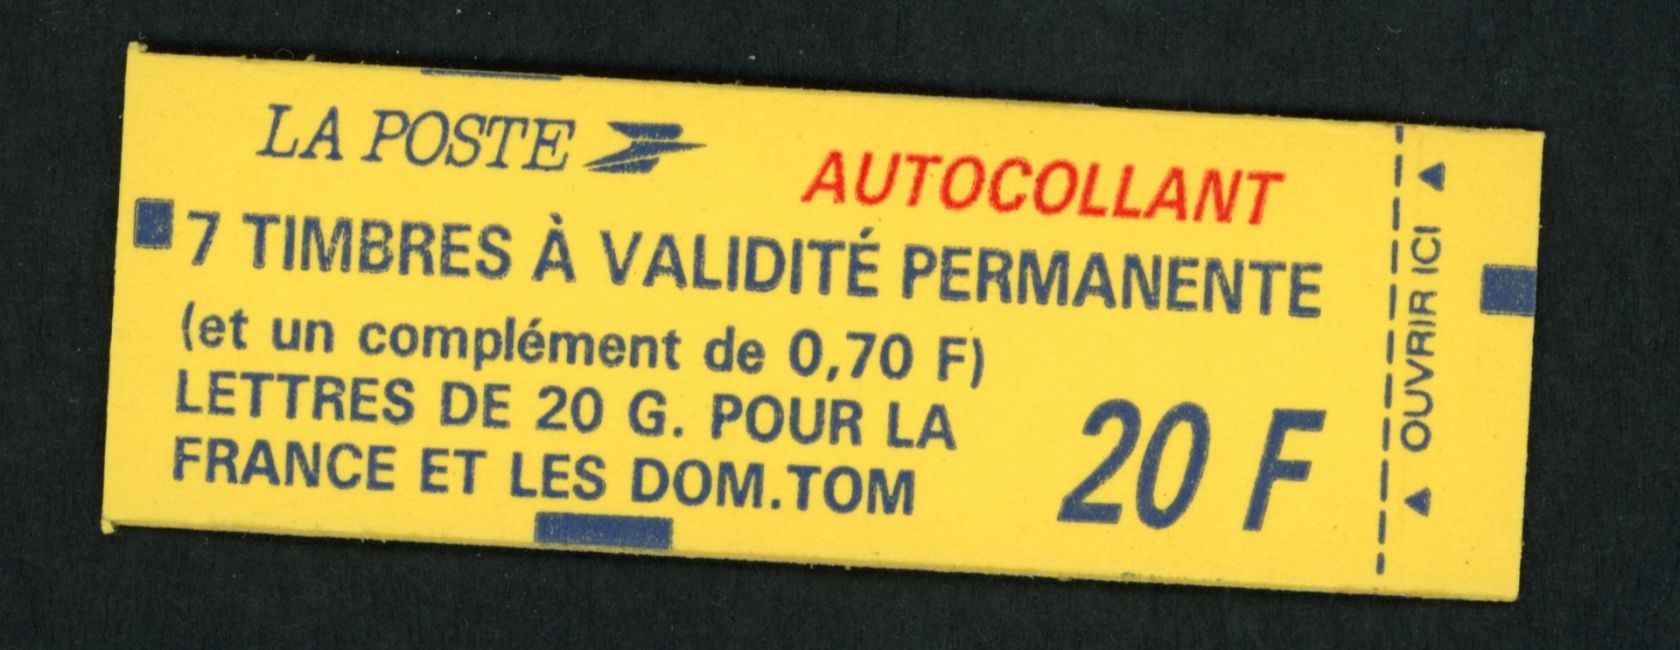 LA POSTE
AUTOCOLLANT
7 TIMBRES À VALIDITÉ PERMANENTE
(et un complément de 0,70 F)
LETTRES DE 20 G. POUR LA
FRANCE ET LES DOM.TOM
20 F
▲ OUVRIR ICI ▲